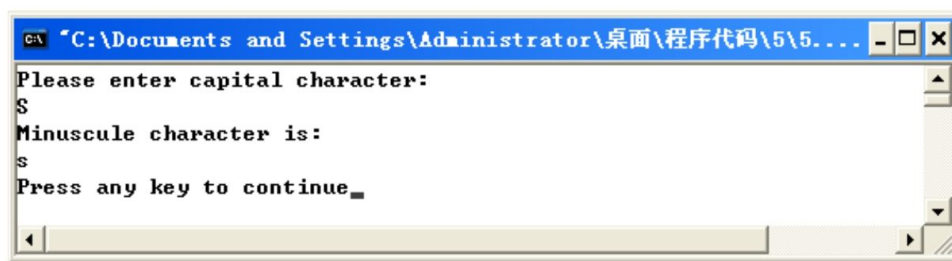 "C:\Documents and Settings\Administrator\桌面\程序代码\5\5....
Please enter capital character:
S
Minuscule character is:
s
Press any key to continue